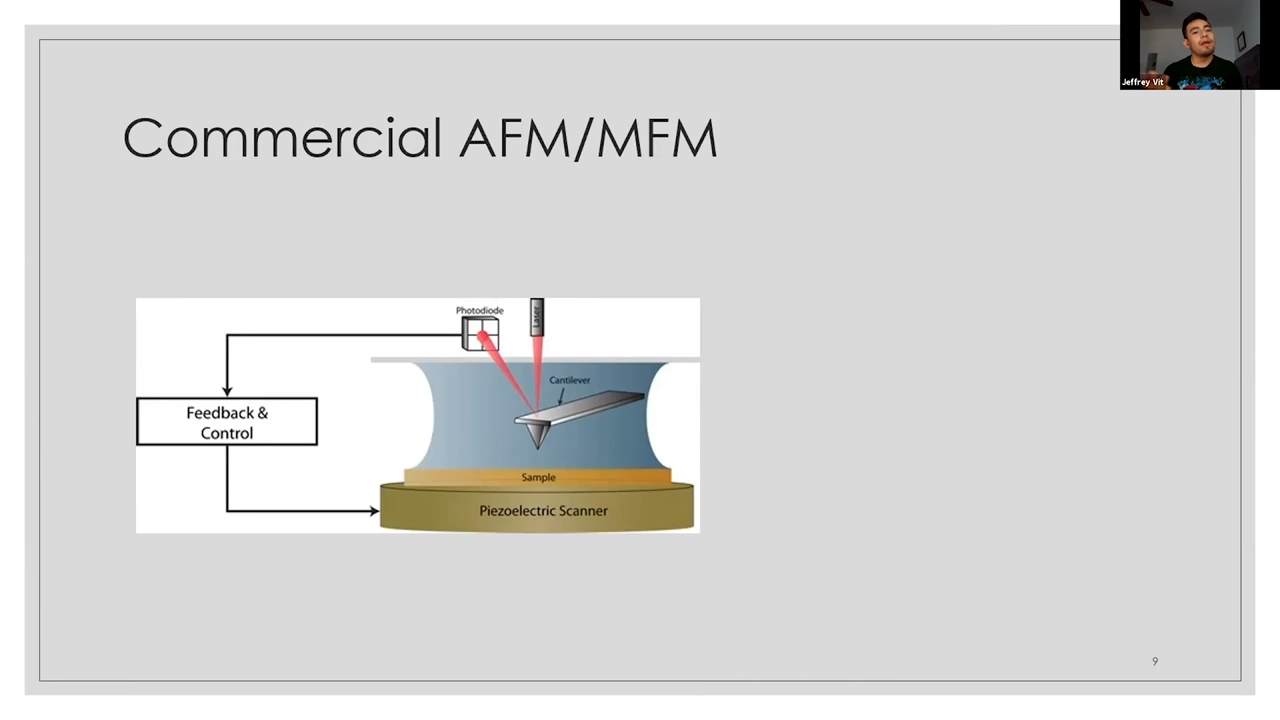 Jeffrey Vit
Commercial AFM/MFM
Photodiode
Laser
Cantilever
Feedback &
Control
Sample
Piezoelectric Scanner
9